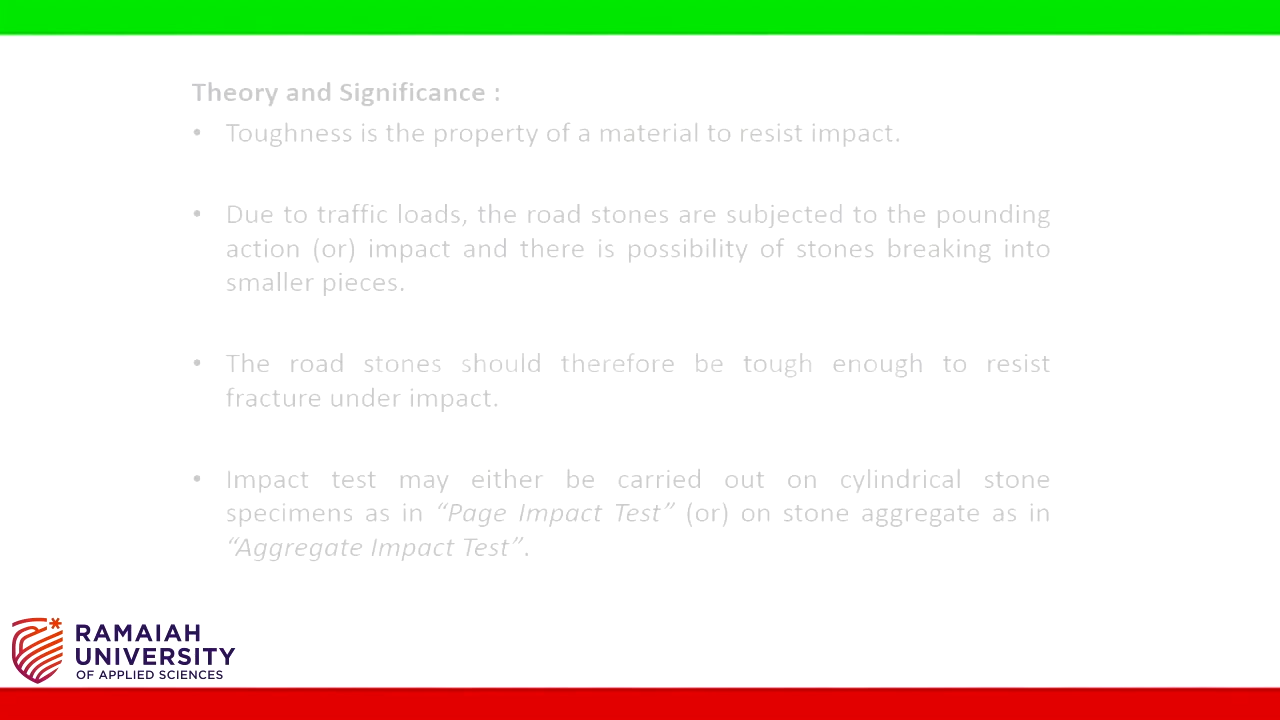 Theory and Significance :
• Toughness is the property of a material to resist impact.
• Due to traffic loads, the road stones are subjected to the pounding
action (or) impact and there is possibility of stones breaking into
smaller pieces.
• The road stones should therefore be tough enough to resist
fracture under impact.
• Impact test may either be carried out on cylindrical stone
specimens as in “Page Impact Test” (or) on stone aggregate as in
“Aggregate Impact Test”.
RAMAIAH
UNIVERSITY
OF APPLIED SCIENCES